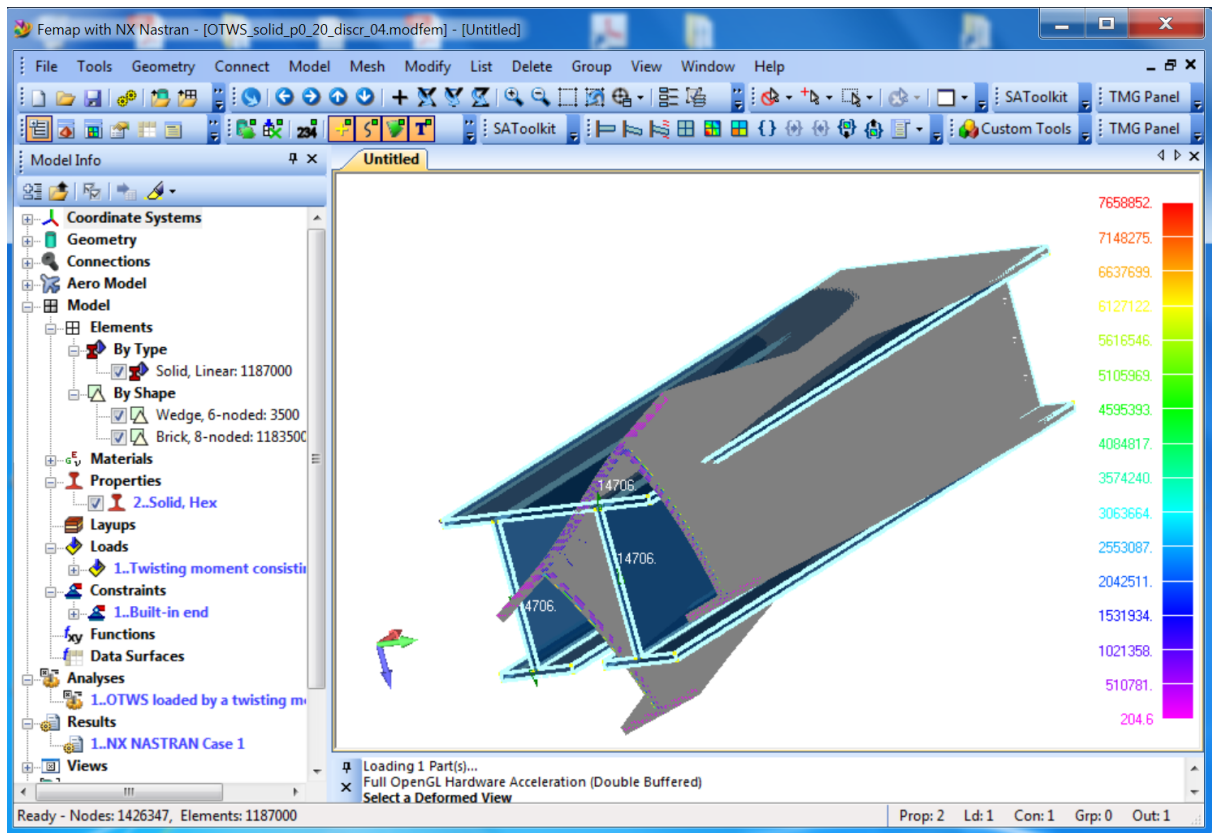 Femap with NX Nastran - [OTWS_solid_p0_20_discr_04.modfem] - [Untitled]
File Tools Geometry Connect Model Mesh Modify List Delete Group View Window Help
SAToolkit TMG Panel
234 T SAToolkit Custom Tools TMG Panel
Model Info
Untitled
Coordinate Systems
Geometry
Connections
Aero Model
Model
Elements
By Type
Solid, Linear: 1187000
By Shape
Wedge, 6-noded: 3500
Brick, 8-noded: 1183500
Materials
Properties
2..Solid, Hex
Layups
Loads
1..Twisting moment consisti
Constraints
1..Built-in end
Functions
Data Surfaces
Analyses
1..OTWS loaded by a twisting m
Results
1..NX NASTRAN Case 1
Views
14706.
14706.
14706.
7658852.
7148275.
6637699.
6127122.
5616546.
5105969.
4595393.
4084817.
3574240.
3063664.
2553087.
2042511.
1531934.
1021358.
510781.
204.6
Loading 1 Part(s)...
Full OpenGL Hardware Acceleration (Double Buffered)
Select a Deformed View
Ready - Nodes: 1426347, Elements: 1187000
Prop: 2 Ld: 1 Con: 1 Grp: 0 Out: 1